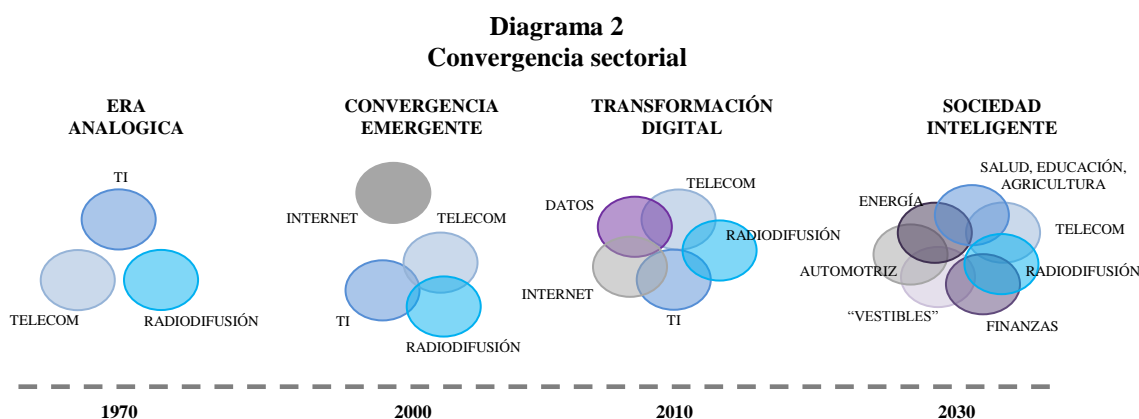 Diagrama 2
Convergencia sectorial
ERA
ANALOGICA
TI
TELECOM
RADIODIFUSIÓN
1970
CONVERGENCIA
EMERGENTE
INTERNET
TELECOM
TI
RADIODIFUSIÓN
2000
TRANSFORMACIÓN
DIGITAL
TELECOM
DATOS
RADIODIFUSIÓN
INTERNET
TI
2010
SOCIEDAD
INTELIGENTE
SALUD, EDUCACIÓN,
AGRICULTURA
ENERGÍA
TELECOM
AUTOMOTRIZ
RADIODIFUSIÓN
“VESTIBLES”
FINANZAS
2030